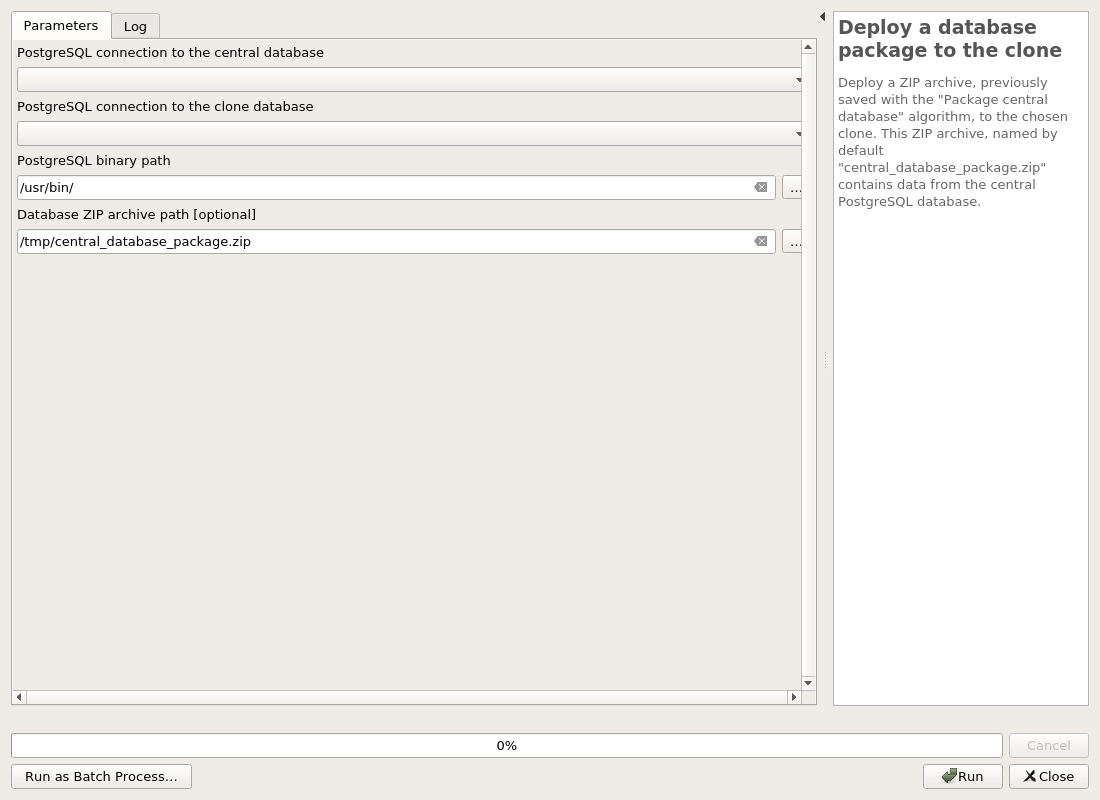 Parameters
Log
PostgreSQL connection to the central database
PostgreSQL connection to the clone database
PostgreSQL binary path
/usr/bin/
...
Database ZIP archive path [optional]
/tmp/central_database_package.zip
...
Deploy a database
package to the clone
Deploy a ZIP archive, previously
saved with the "Package central
database" algorithm, to the chosen
clone. This ZIP archive, named by
default
"central_database_package.zip"
contains data from the central
PostgreSQL database.
0%
Cancel
Run as Batch Process...
Run
Close